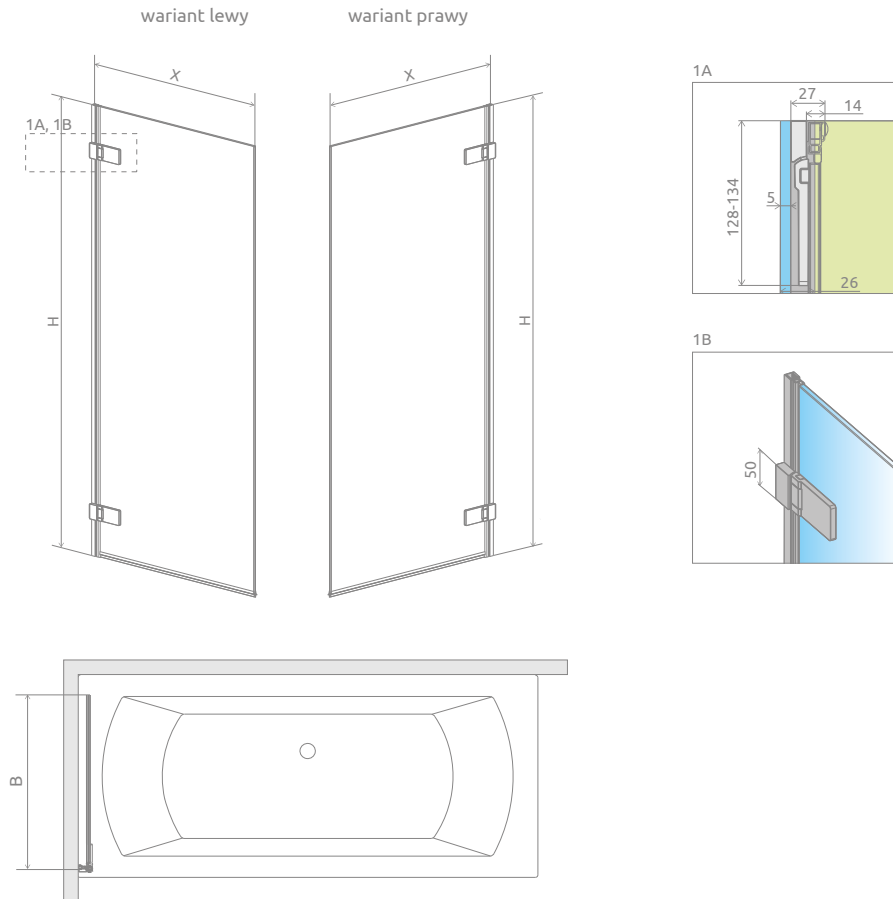 wariant lewy
wariant prawy
X
X
1A, 1B
H
H
1A
27
14
128-134
5
26
1B
50
B